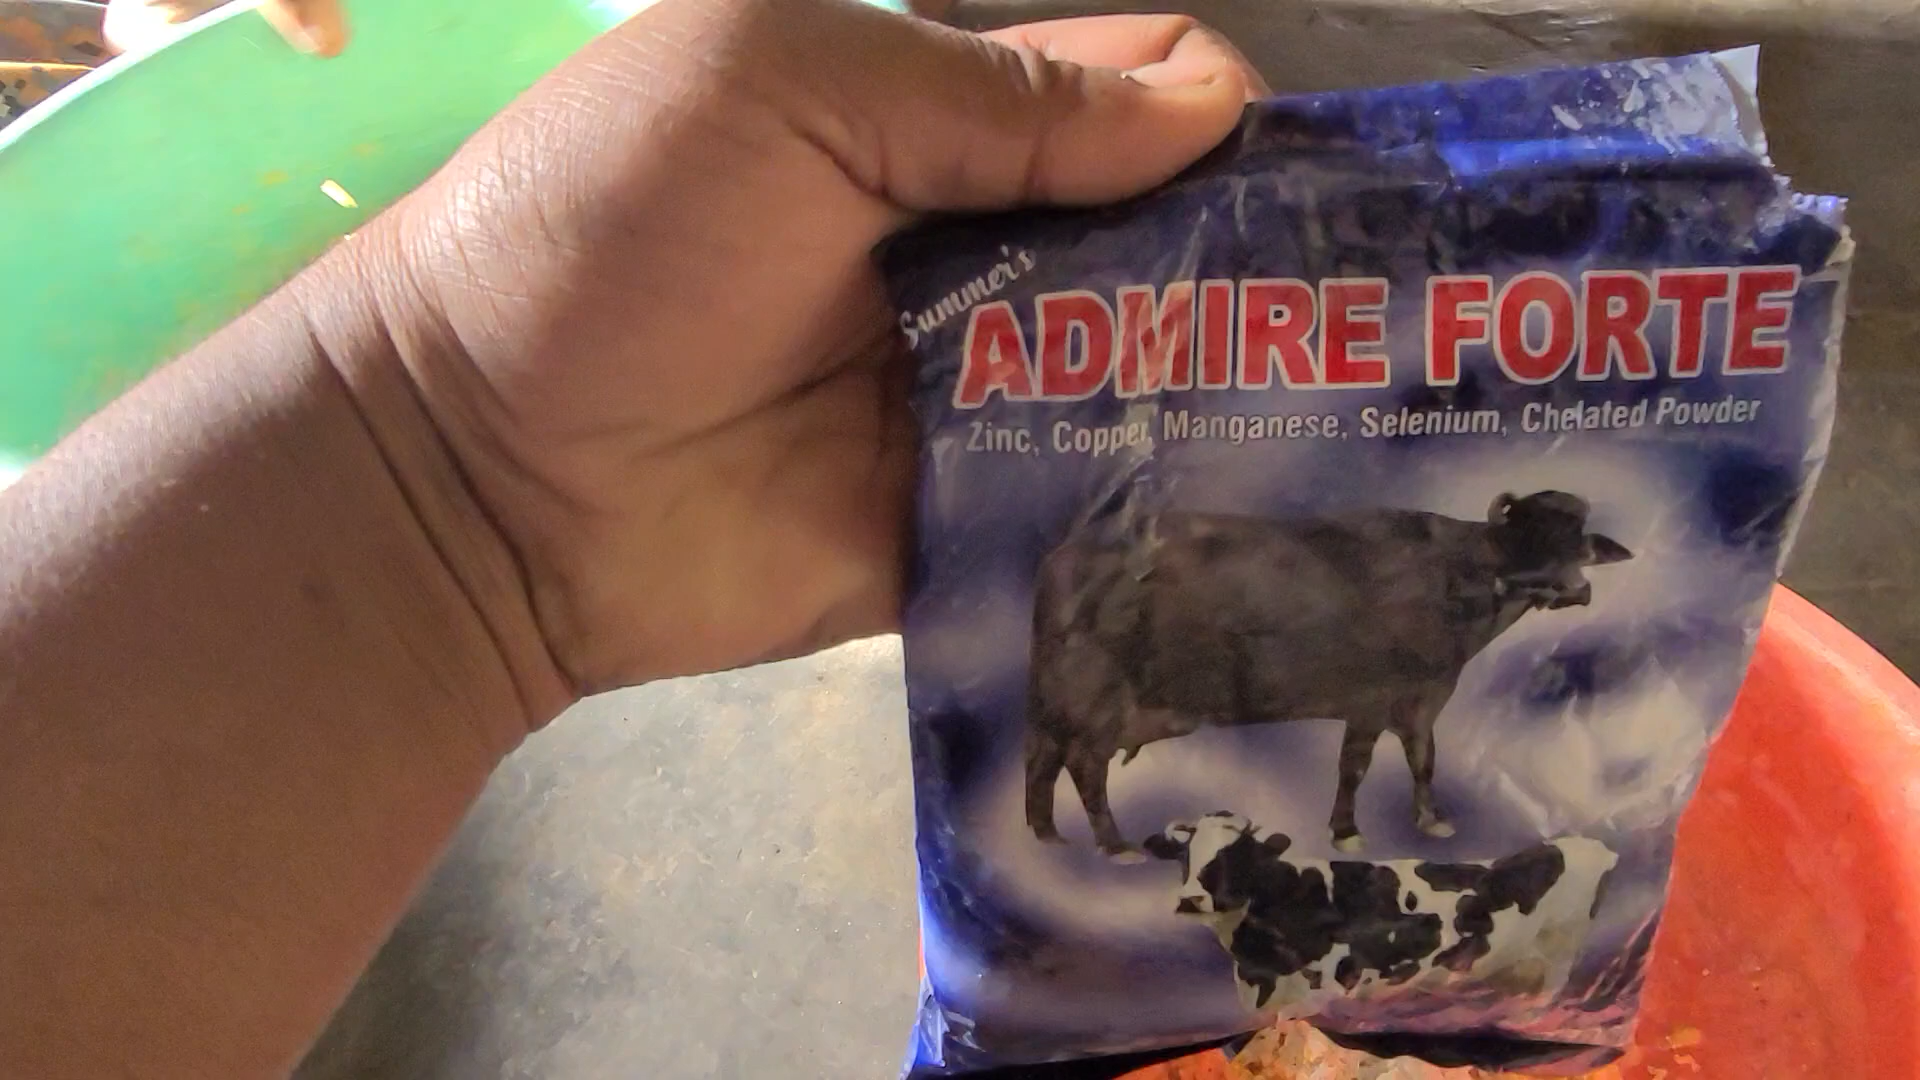 Summer's
ADMIRE FORTE
Zinc, Copper, Manganese, Selenium, Chelated Powder